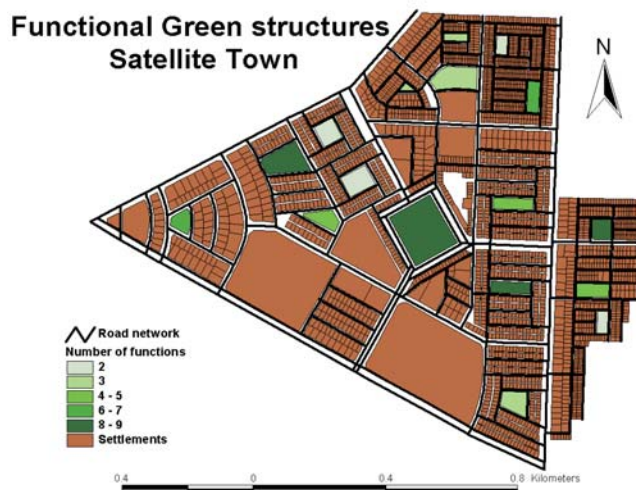 Functional Green structures
Satellite Town
N
Road network
Number of functions
2
3
4 - 5
6 - 7
8 - 9
Settlements
0.4 0 0.4 0.8 Kilometers